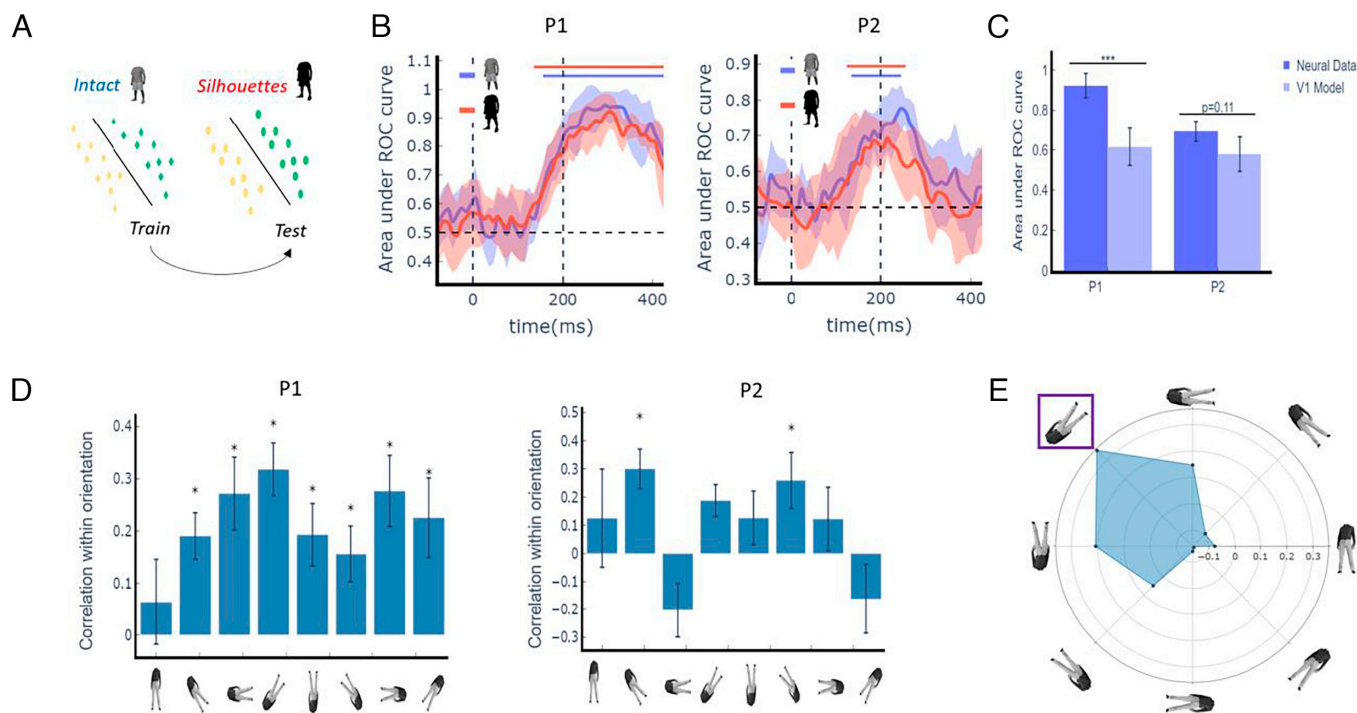 A
Intact
Silhouettes
Train
Test
B
P1
Area under ROC curve
1.1
1
0.9
0.8
0.7
0.6
0.5
0.4
0
200
400
time(ms)
P2
Area under ROC curve
0.9
0.8
0.7
0.6
0.5
0.4
0.3
0
200
400
time(ms)
C
Area under ROC curve
1
0.8
0.6
0.4
0.2
0
***
p=0.11
P1
P2
Neural Data
V1 Model
D
P1
Correlation within orientation
0.4
0.3
0.2
0.1
0
* * * * * * *
P2
Correlation within orientation
0.5
0.4
0.3
0.2
0.1
0
−0.1
−0.2
−0.3
* *
E
−0.1 0 0.1 0.2 0.3